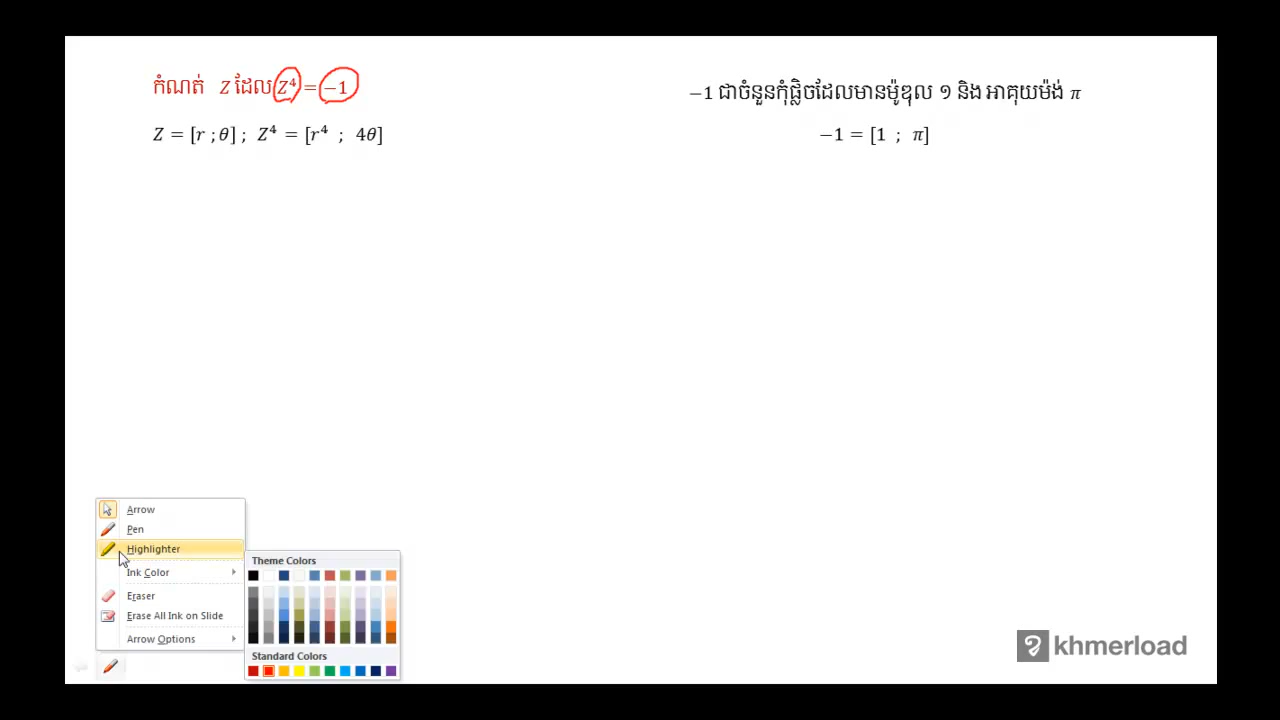 កំណត់ Z ដែល Z⁴ = −1
Z = [r ; θ] ; Z⁴ = [r⁴ ; 4θ]
−1 ជាចំនួនកុំផ្លិចដែលមានម៉ូឌុល ១ និង អាគុយម៉ង់ π
−1 = [1 ; π]
Arrow
Pen
Highlighter
Ink Color
Eraser
Erase All Ink on Slide
Arrow Options
Theme Colors
Standard Colors
khmerload